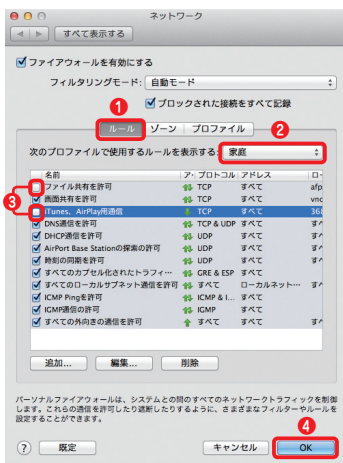 ネットワーク
すべて表示する
ファイアウォールを有効にする
フィルタリングモード: 自動モード
ブロックされた接続をすべて記録
1
ルール ゾーン プロファイル
2
次のプロファイルで使用するルールを表示する: 家庭
3
名前 ア· プロトコル アドレス ロ-
ファイル共有を許可 TCP すべて afp
画面共有を許可 TCP すべて vnc
iTunes、AirPlay用通信 TCP すべて
DNS通信を許可 TCP & UDP すべて
DHCP通信を許可 UDP すべて
AirPort Base Stationの探索の許可 UDP すべて
時刻の同期を許可 UDP すべて
すべてのカプセル化されたトラフィ… GRE & ESP すべて
すべてのローカルサブネット通信を許可 すべて ローカルネット…
ICMP Pingを許可 ICMP & I... すべて
IGMP通信の許可 IGMP すべて
すべての外向きの通信を許可 すべて すべて
追加... 編集... 削除
パーソナルファイアウォールは、システムとの間のすべてのネットワークトラフィックを制御
します。これらの通信を許可したり遮断したりするように、さまざまなフィルターやルールを
設定することができます。
4
? 既定 キャンセル OK